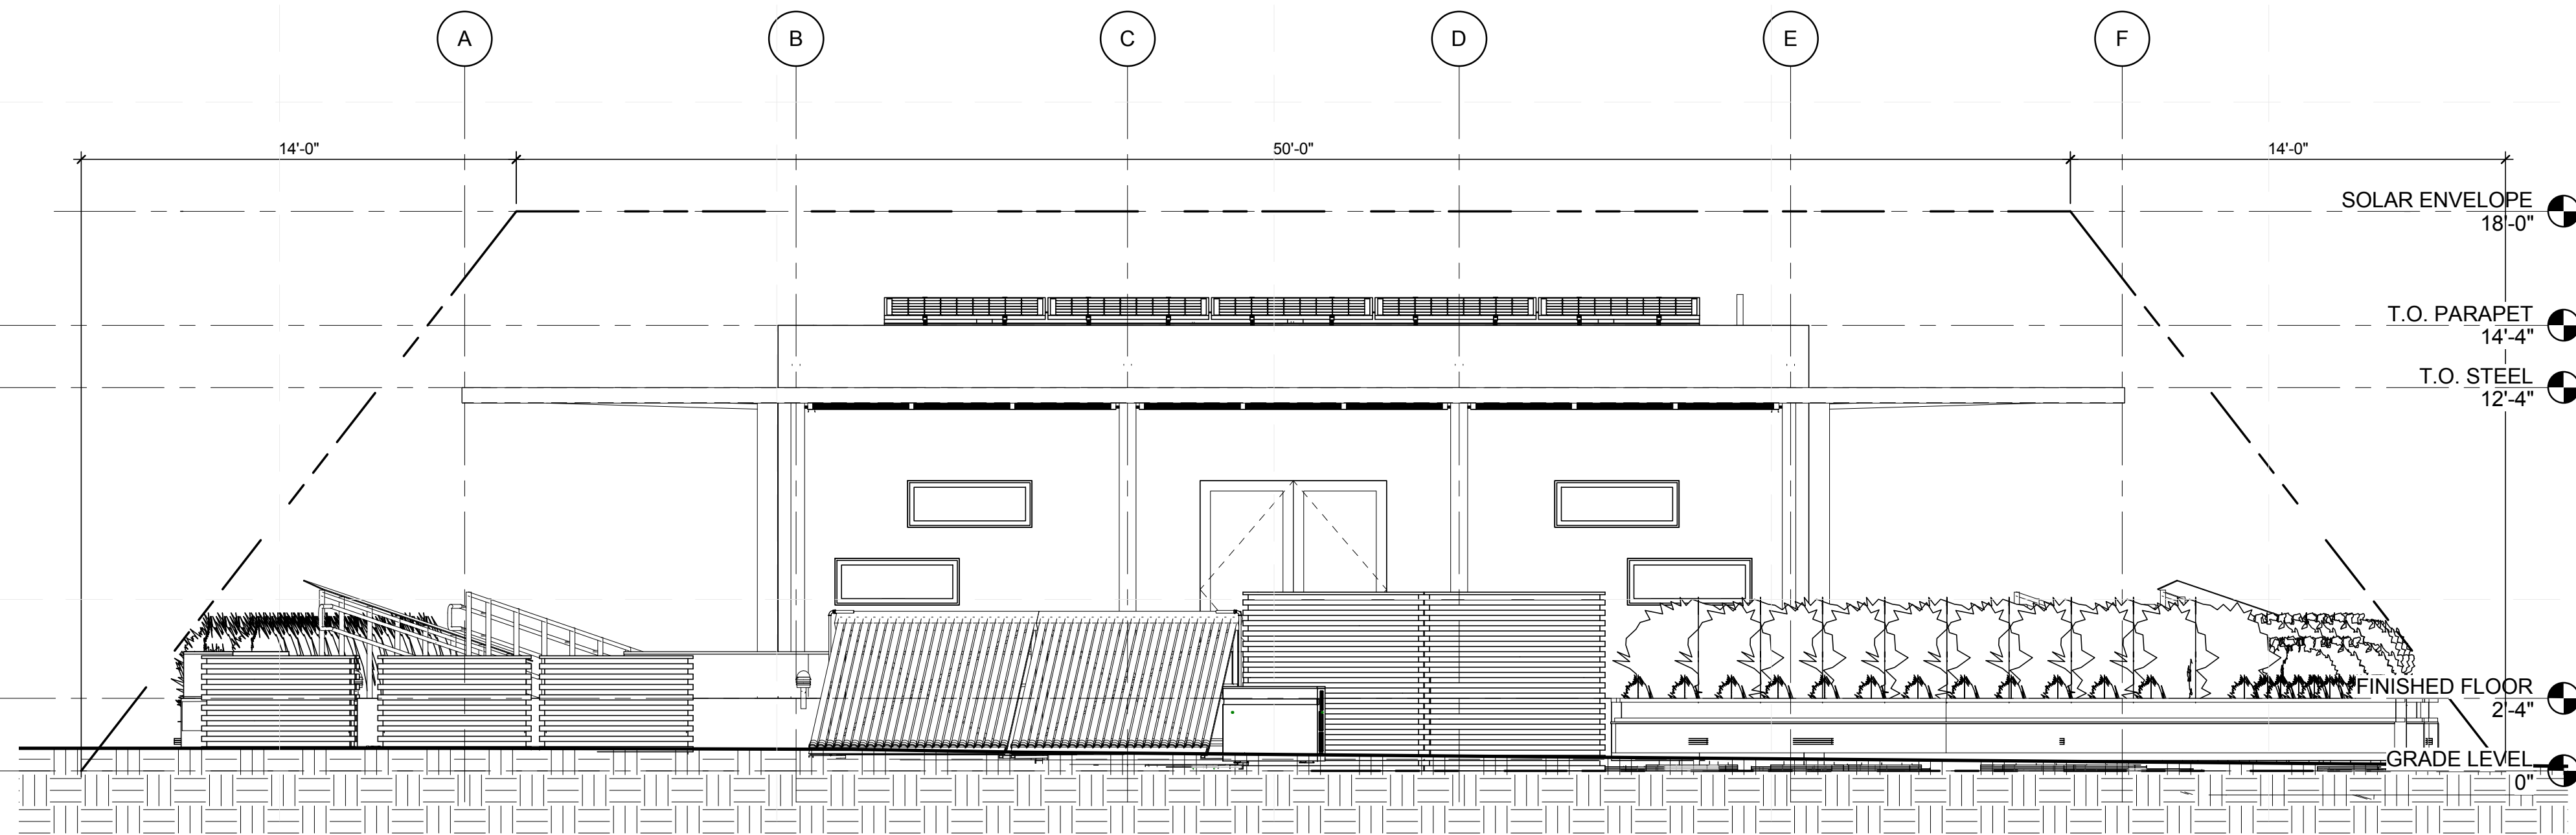 A
B
C
D
E
F
14'-0"
50'-0"
14'-0"
SOLAR ENVELOPE
18'-0"
T.O. PARAPET
14'-4"
T.O. STEEL
12'-4"
FINISHED FLOOR
2'-4"
GRADE LEVEL
0"